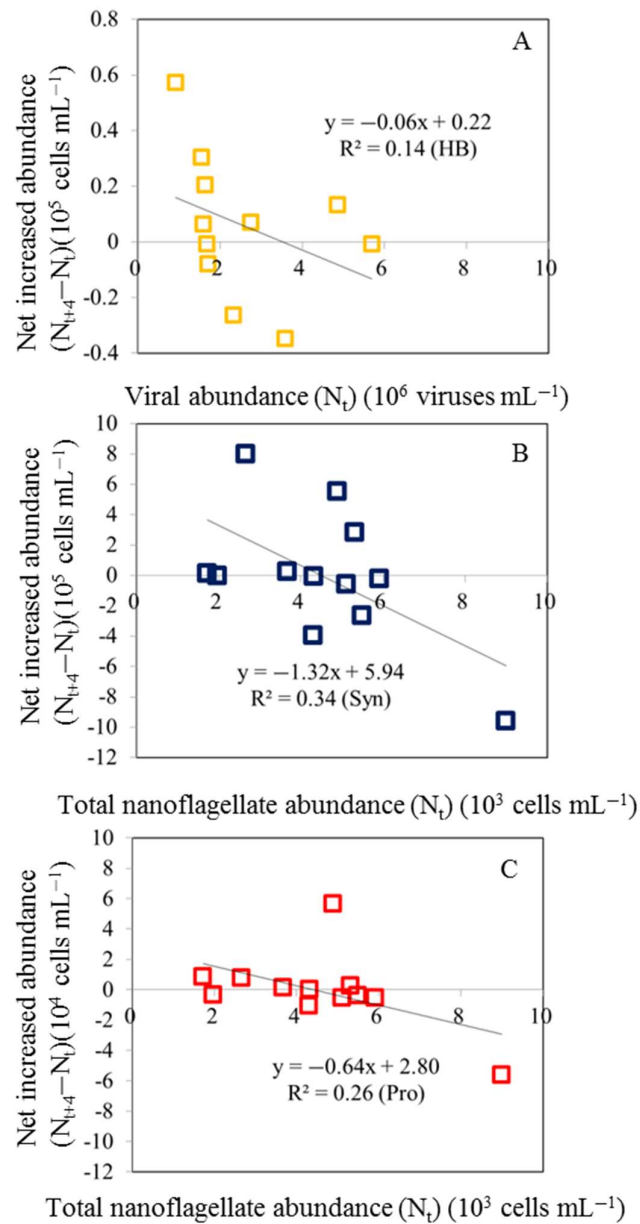 A
0.8
0.6
0.4
0.2
0
-0.2
-0.4
0 2 4 6 8 10
y = −0.06x + 0.22
R² = 0.14 (HB)
Net increased abundance
(Nₜ₊₄−Nₜ)(10⁵ cells mL⁻¹)
Viral abundance (Nₜ) (10⁶ viruses mL⁻¹)
B
10
8
6
4
2
0
-2
-4
-6
-8
-10
-12
0 2 4 6 8 10
y = −1.32x + 5.94
R² = 0.34 (Syn)
Net increased abundance
(Nₜ₊₄−Nₜ)(10⁵ cells mL⁻¹)
Total nanoflagellate abundance (Nₜ) (10³ cells mL⁻¹)
C
10
8
6
4
2
0
-2
-4
-6
-8
-10
-12
0 2 4 6 8 10
y = −0.64x + 2.80
R² = 0.26 (Pro)
Net increased abundance
(Nₜ₊₄−Nₜ)(10⁴ cells mL⁻¹)
Total nanoflagellate abundance (Nₜ) (10³ cells mL⁻¹)